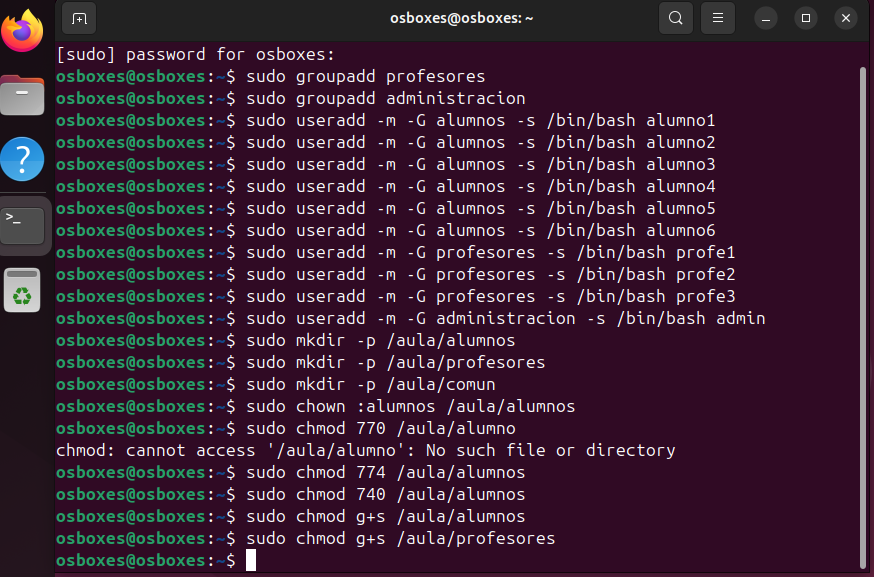 osboxes@osboxes: ~
[sudo] password for osboxes:
osboxes@osboxes:~$ sudo groupadd profesores
osboxes@osboxes:~$ sudo groupadd administracion
osboxes@osboxes:~$ sudo useradd -m -G alumnos -s /bin/bash alumno1
osboxes@osboxes:~$ sudo useradd -m -G alumnos -s /bin/bash alumno2
osboxes@osboxes:~$ sudo useradd -m -G alumnos -s /bin/bash alumno3
osboxes@osboxes:~$ sudo useradd -m -G alumnos -s /bin/bash alumno4
osboxes@osboxes:~$ sudo useradd -m -G alumnos -s /bin/bash alumno5
osboxes@osboxes:~$ sudo useradd -m -G alumnos -s /bin/bash alumno6
osboxes@osboxes:~$ sudo useradd -m -G profesores -s /bin/bash profe1
osboxes@osboxes:~$ sudo useradd -m -G profesores -s /bin/bash profe2
osboxes@osboxes:~$ sudo useradd -m -G profesores -s /bin/bash profe3
osboxes@osboxes:~$ sudo useradd -m -G administracion -s /bin/bash admin
osboxes@osboxes:~$ sudo mkdir -p /aula/alumnos
osboxes@osboxes:~$ sudo mkdir -p /aula/profesores
osboxes@osboxes:~$ sudo mkdir -p /aula/comun
osboxes@osboxes:~$ sudo chown :alumnos /aula/alumnos
osboxes@osboxes:~$ sudo chmod 770 /aula/alumno
chmod: cannot access '/aula/alumno': No such file or directory
osboxes@osboxes:~$ sudo chmod 774 /aula/alumnos
osboxes@osboxes:~$ sudo chmod 740 /aula/alumnos
osboxes@osboxes:~$ sudo chmod g+s /aula/alumnos
osboxes@osboxes:~$ sudo chmod g+s /aula/profesores
osboxes@osboxes:~$